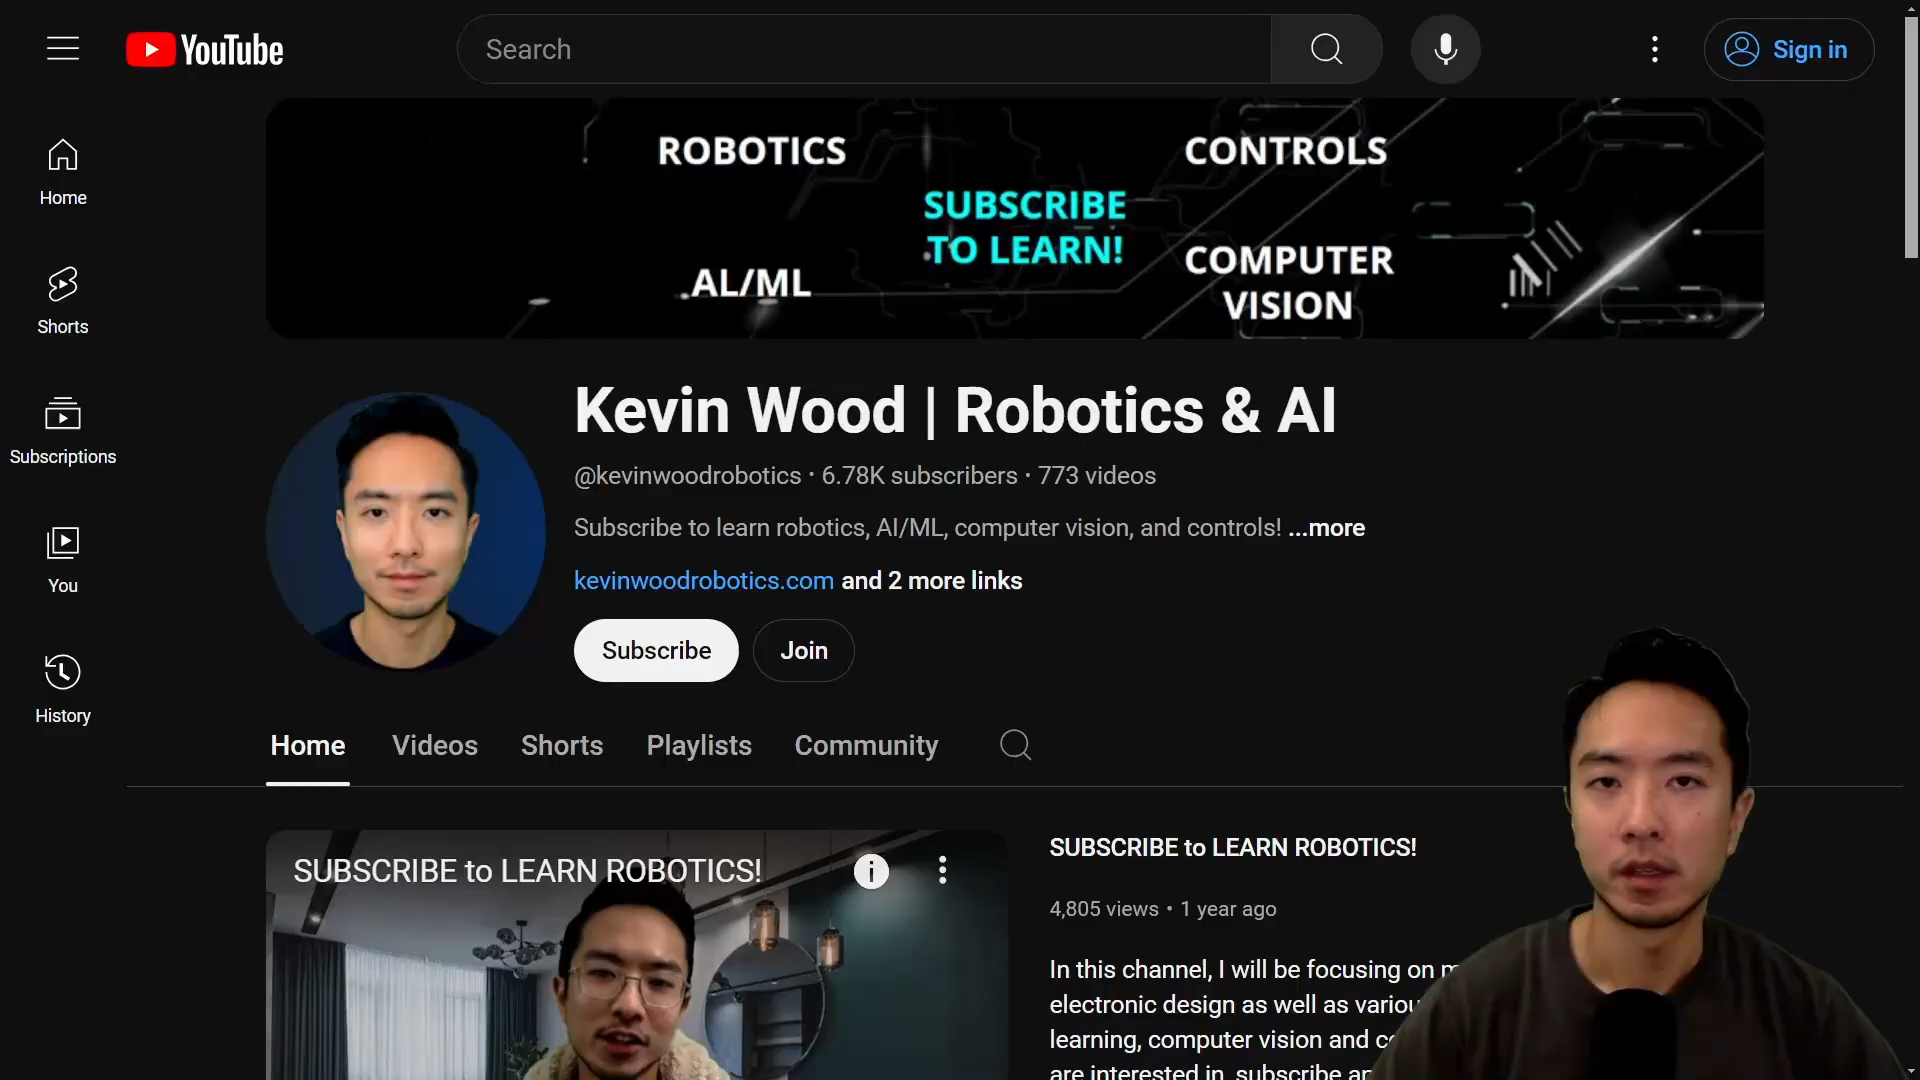 YouTube
Search
Sign in
Home
Shorts
Subscriptions
You
History
ROBOTICS
CONTROLS
SUBSCRIBE
TO LEARN!
AL/ML
COMPUTER
VISION
Kevin Wood | Robotics & AI
@kevinwoodrobotics • 6.78K subscribers • 773 videos
Subscribe to learn robotics, AI/ML, computer vision, and controls! ...more
kevinwoodrobotics.com and 2 more links
Subscribe
Join
Home
Videos
Shorts
Playlists
Community
SUBSCRIBE to LEARN ROBOTICS!
SUBSCRIBE to LEARN ROBOTICS!
4,805 views • 1 year ago
In this channel, I will be focusing on
electronic design as well as
learning, computer vision and
are interested in, subscribe